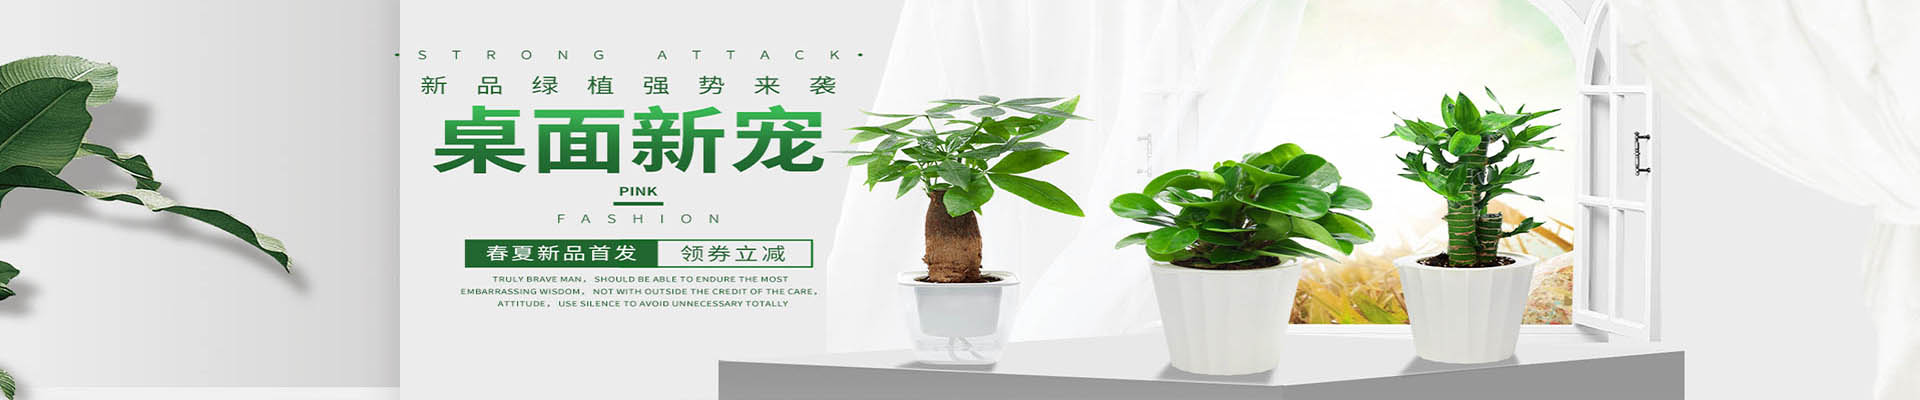 STRONG ATTACK
新品绿植强势来袭
桌面新宠
PINK
FASHION
春夏新品首发 领券立减
TRULY BRAVE MAN, SHOULD BE ABLE TO ENDURE THE MOST
EMBARRASSING WISDOM, NOT WITH OUTSIDE THE CREDIT OF THE CARE,
ATTITUDE, USE SILENCE TO AVOID UNNECESSARY TOTALLY